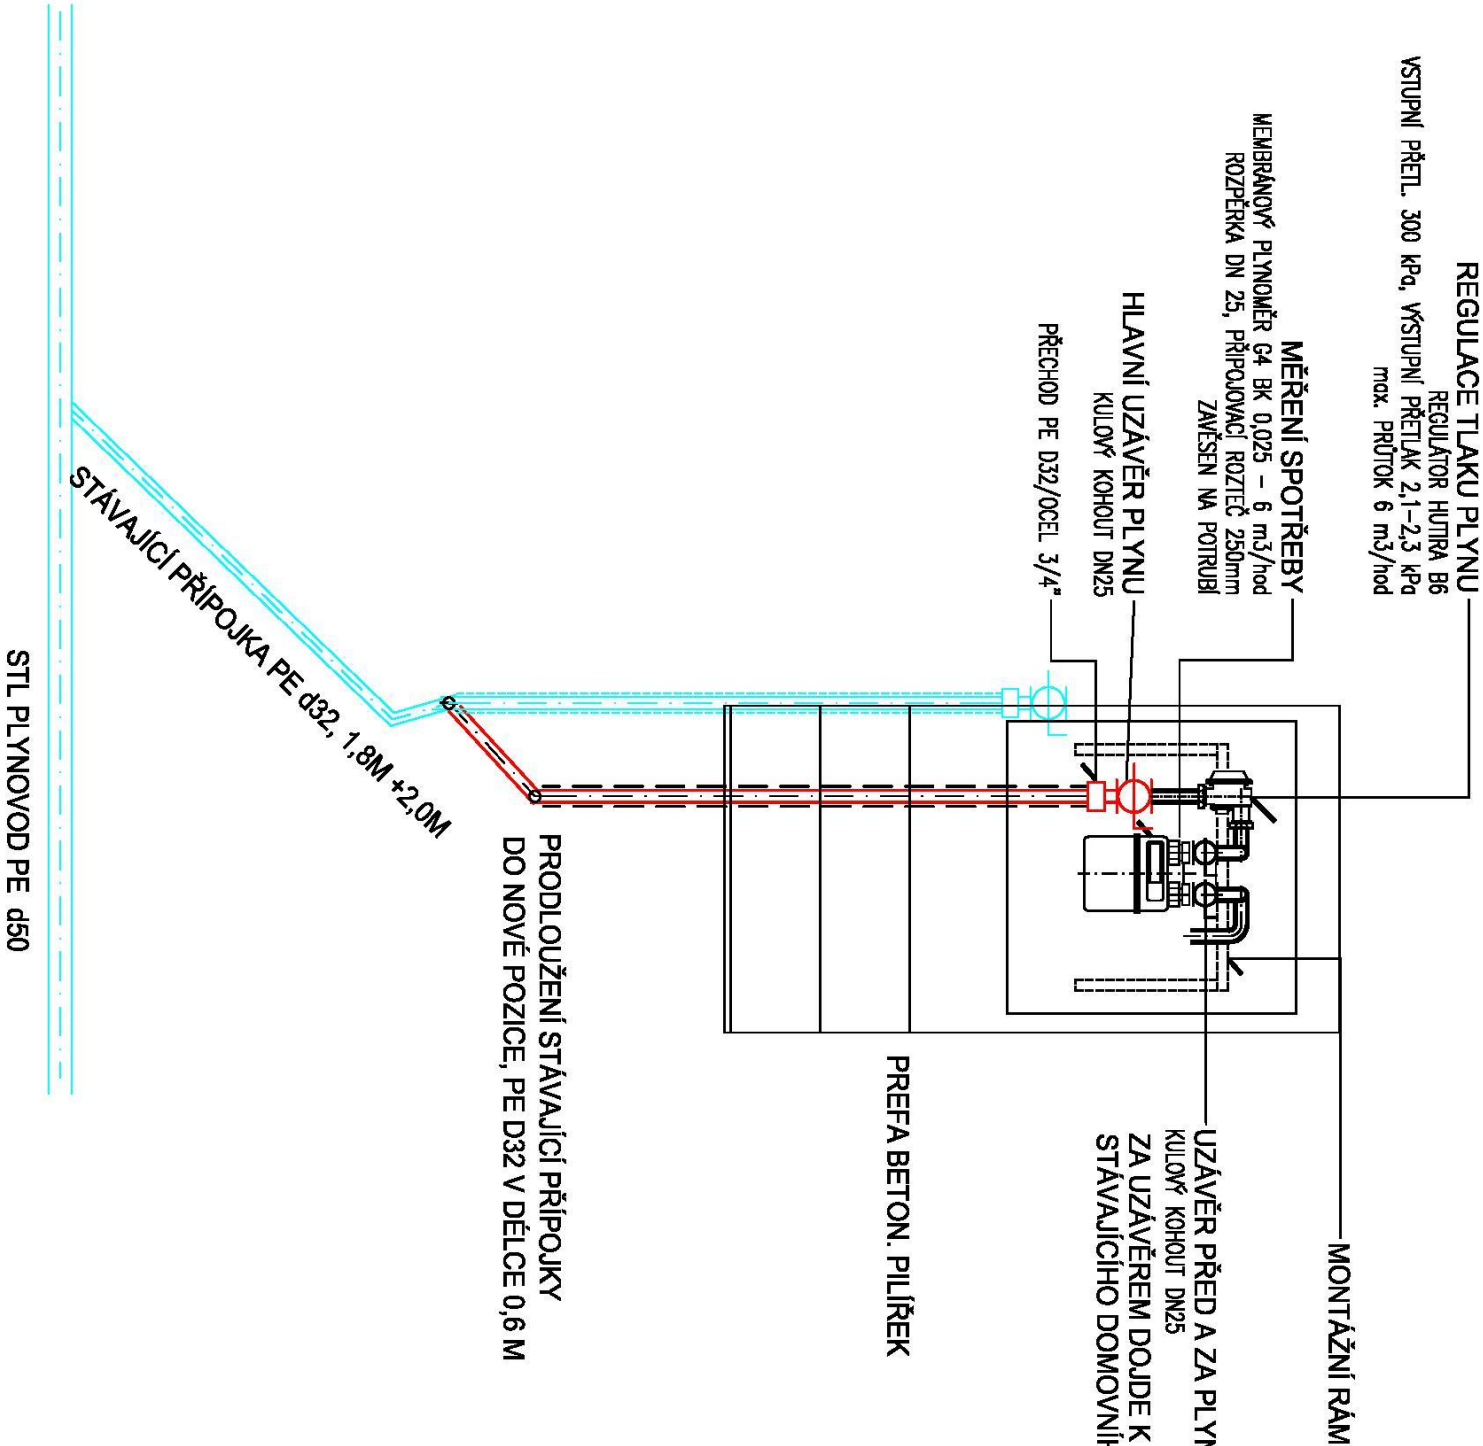 REGULACE TLAKU PLYNU
REGULÁTOR HUTIRA B6
VSTUPNÍ PŘETL. 300 kPa, VÝSTUPNÍ PŘETLAK 2,1-2,3 kPa
max. PRŮTOK 6 m3/hod
MĚŘENÍ SPOTŘEBY
MEMBRÁNOVÝ PLYNOMĚR G4 BK 0,025 - 6 m3/hod
ROZPĚRKA DN 25, PŘIPOJOVACÍ ROZTEČ 250mm
ZAVĚŠEN NA POTRUBÍ
HLAVNÍ UZÁVĚR PLYNU
KULOVÝ KOHOUT DN25
PŘECHOD PE D32/OCEL 3/4"
MONTÁŽNÍ RÁM
UZÁVĚR PŘED A ZA PLYN
KULOVÝ KOHOUT DN25
ZA UZÁVĚREM DOJDE K
STÁVAJÍCÍHO DOMOVNÍH
PREFA BETON. PILÍŘEK
PRODLOUŽENÍ STÁVAJÍCÍ PŘÍPOJKY
DO NOVÉ POZICE, PE D32 V DÉLCE 0,6 M
STÁVAJÍCÍ PŘÍPOJKA PE d32, 1,8M +2,0M
STL PLYNOVOD PE d50